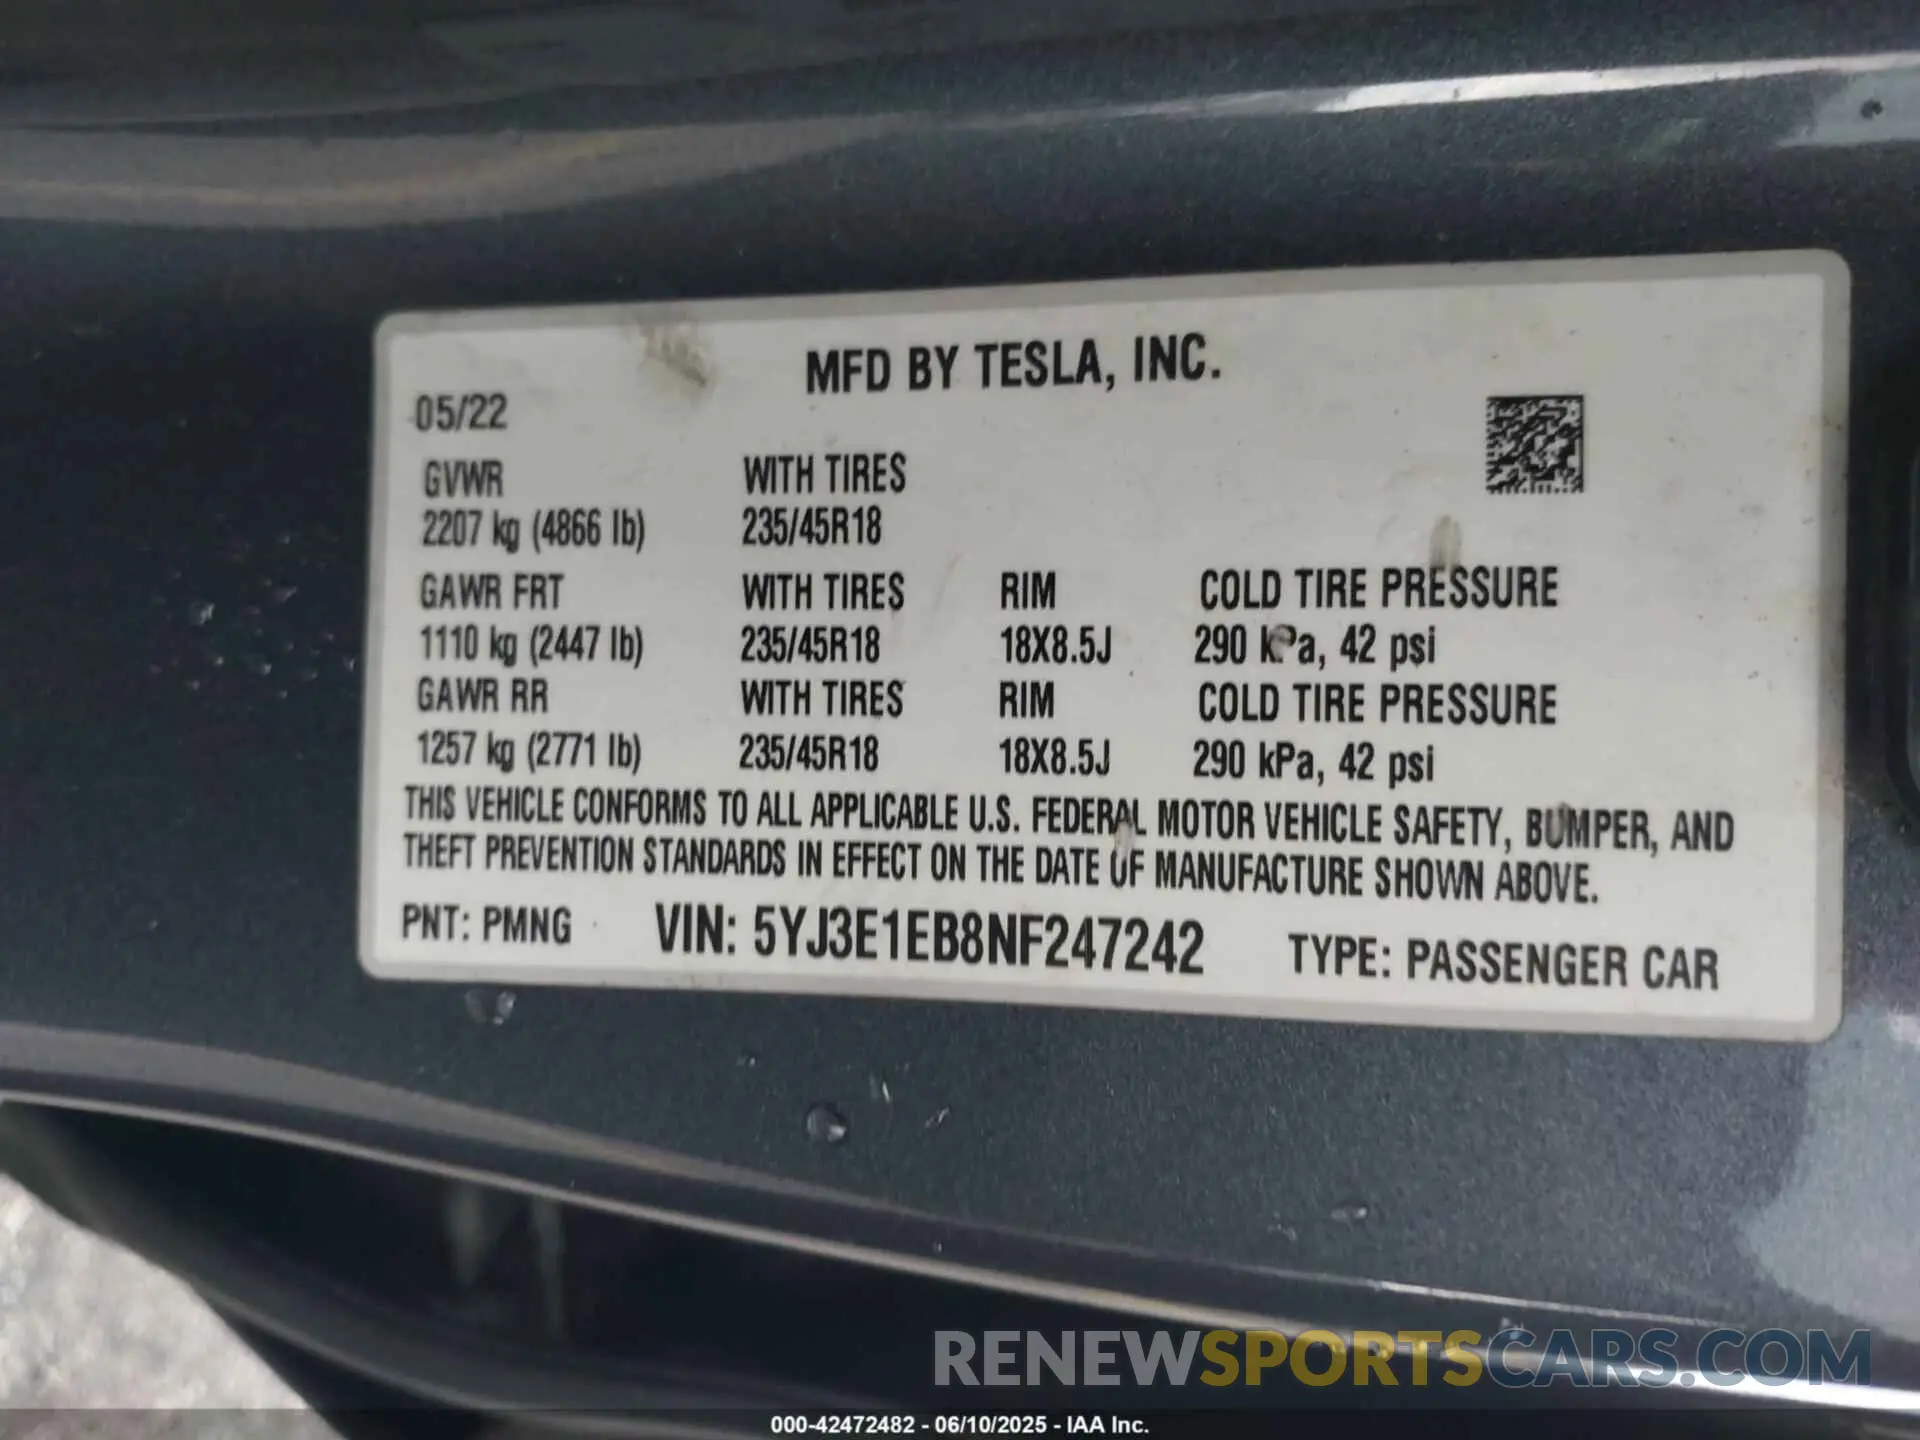 MFD BY TESLA, INC.
05/22
GVWR WITH TIRES
2207 kg (4866 lb) 235/45R18
GAWR FRT WITH TIRES RIM COLD TIRE PRESSURE
1110 kg (2447 lb) 235/45R18 18X8.5J 290 kPa, 42 psi
GAWR RR WITH TIRES RIM COLD TIRE PRESSURE
1257 kg (2771 lb) 235/45R18 18X8.5J 290 kPa, 42 psi
THIS VEHICLE CONFORMS TO ALL APPLICABLE U.S. FEDERAL MOTOR VEHICLE SAFETY, BUMPER, AND
THEFT PREVENTION STANDARDS IN EFFECT ON THE DATE OF MANUFACTURE SHOWN ABOVE.
PNT: PMNG VIN: 5YJ3E1EB8NF247242 TYPE: PASSENGER CAR
RENEWSPORTSCARS.COM
000-42472482 - 06/10/2025 - IAA Inc.